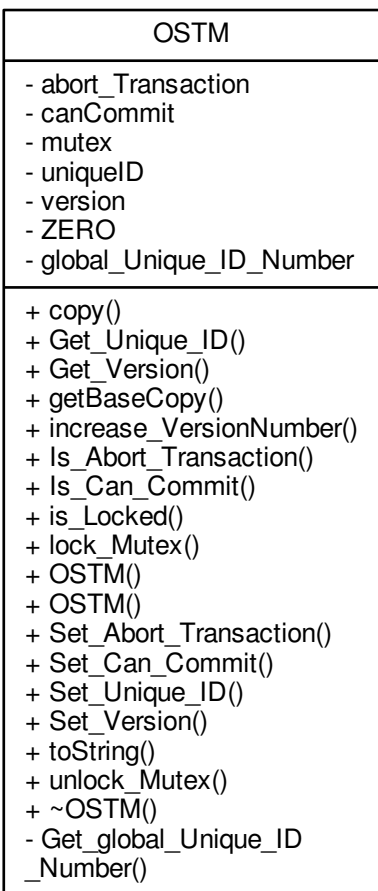 OSTM
- abort_Transaction
- canCommit
- mutex
- uniqueID
- version
- ZERO
- global_Unique_ID_Number
+ copy()
+ Get_Unique_ID()
+ Get_Version()
+ getBaseCopy()
+ increase_VersionNumber()
+ Is_Abort_Transaction()
+ Is_Can_Commit()
+ is_Locked()
+ lock_Mutex()
+ OSTM()
+ OSTM()
+ Set_Abort_Transaction()
+ Set_Can_Commit()
+ Set_Unique_ID()
+ Set_Version()
+ toString()
+ unlock_Mutex()
+ ~OSTM()
- Get_global_Unique_ID
_Number()